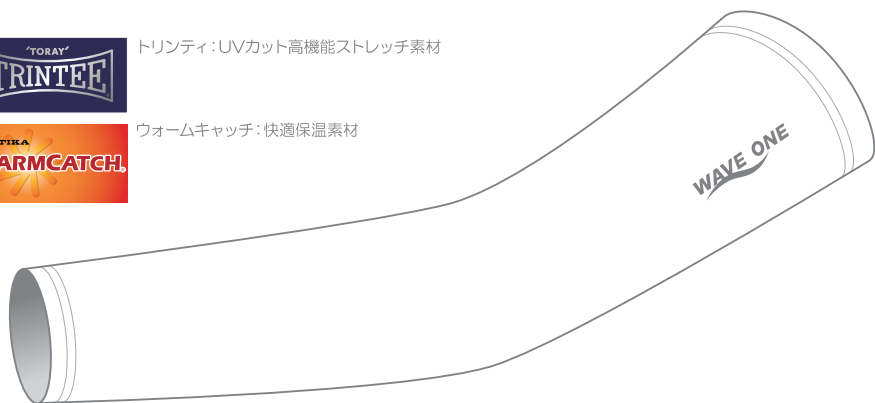 'TORAY'
TRINTEE
トリンティ：UVカット高機能ストレッチ素材
TIKA
ARMCATCH®
ウォームキャッチ：快適保温素材
WAVE ONE